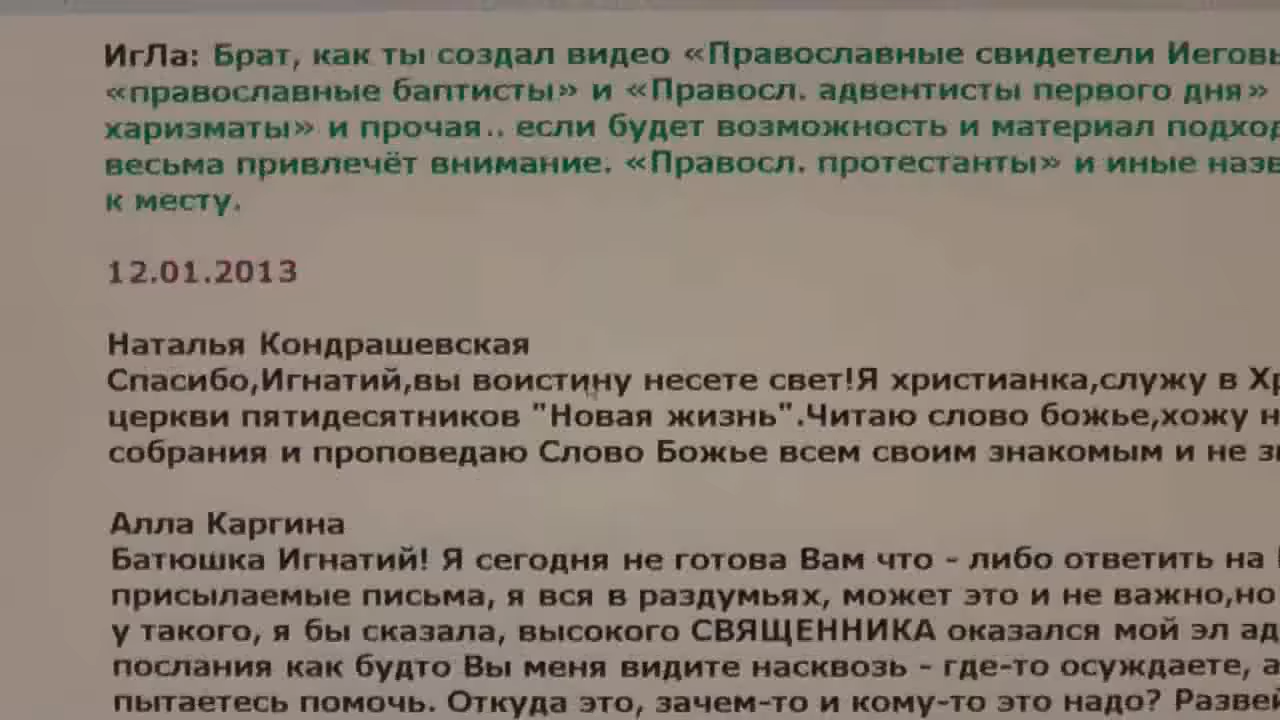 ИгЛа: Брат, как ты создал видео «Православные свидетели Иеговы
«православные баптисты» и «Правосл. адвентисты первого дня»
харизматы» и прочая.. если будет возможность и материал подход
весьма привлечёт внимание. «Правосл. протестанты» и иные назв
к месту.
12.01.2013
Наталья Кондрашевская
Спасибо,Игнатий,вы воистину несете свет!Я христианка,служу в Хр
церкви пятидесятников "Новая жизнь".Читаю слово божье,хожу н
собрания и проповедаю Слово Божье всем своим знакомым и не з
Алла Каргина
Батюшка Игнатий! Я сегодня не готова Вам что - либо ответить на
присылаемые письма, я вся в раздумьях, может это и не важно,но
у такого, я бы сказала, высокого СВЯЩЕННИКА оказался мой эл ад
послания как будто Вы меня видите насквозь - где-то осуждаете, а
пытаетесь помочь. Откуда это, зачем-то и кому-то это надо? Развей